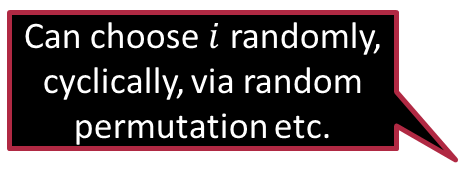 Can choose 𝑖 randomly,
cyclically, via random
permutation etc.